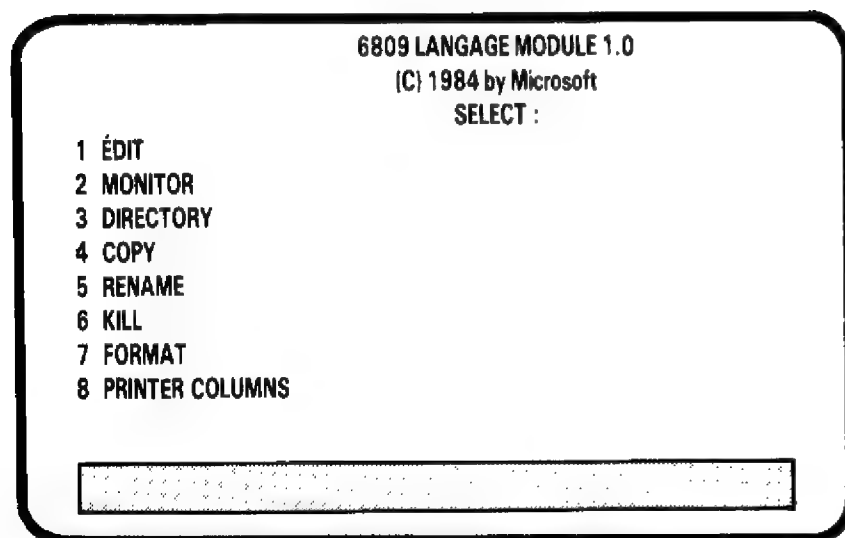 6809 LANGAGE MODULE 1.0
(C) 1984 by Microsoft
SELECT :
1 ÉDIT
2 MONITOR
3 DIRECTORY
4 COPY
5 RENAME
6 KILL
7 FORMAT
8 PRINTER COLUMNS